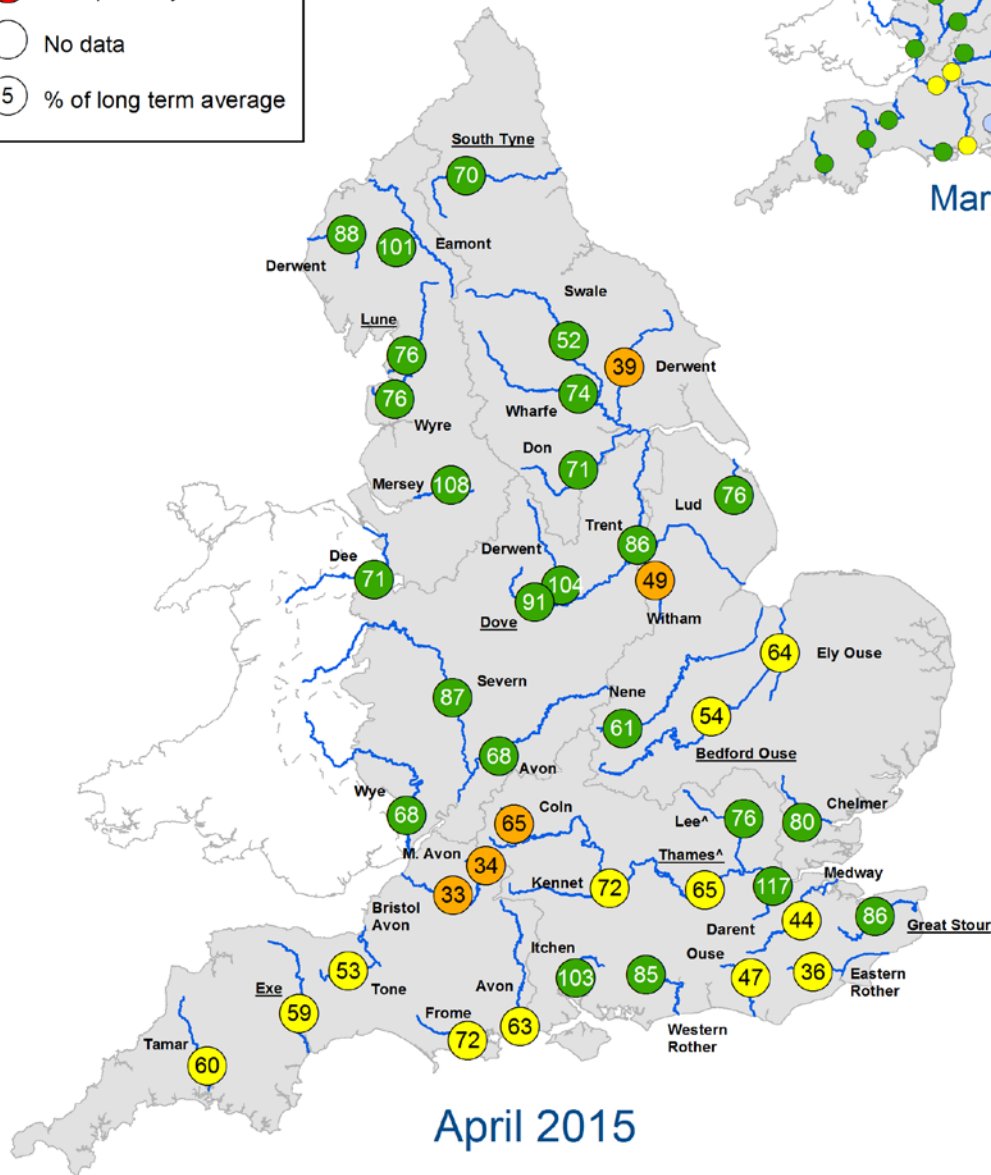 No data
5 % of long term average
Mar
South Tyne
70
88
101
Eamont
Derwent
Swale
Lune
52
76
39
Derwent
74
76
Wharfe
Wyre
Don
71
Mersey
108
76
Lud
Trent
86
Derwent
Dee
71
104
49
91
Witham
Dove
64
Ely Ouse
Severn
87
Nene
54
61
Bedford Ouse
68
Avon
Wye
68
Coln
65
Lee^
76
80
Chelmer
M. Avon
34
Thames^
Medway
33
Kennet
72
65
117
Bristol
Avon
44
86
Great Stour
Darent
Itchen
Ouse
53
Tone
103
85
47
36
Eastern
Rother
Exe
59
Avon
Frome
63
72
Western
Rother
Tamar
60
April 2015